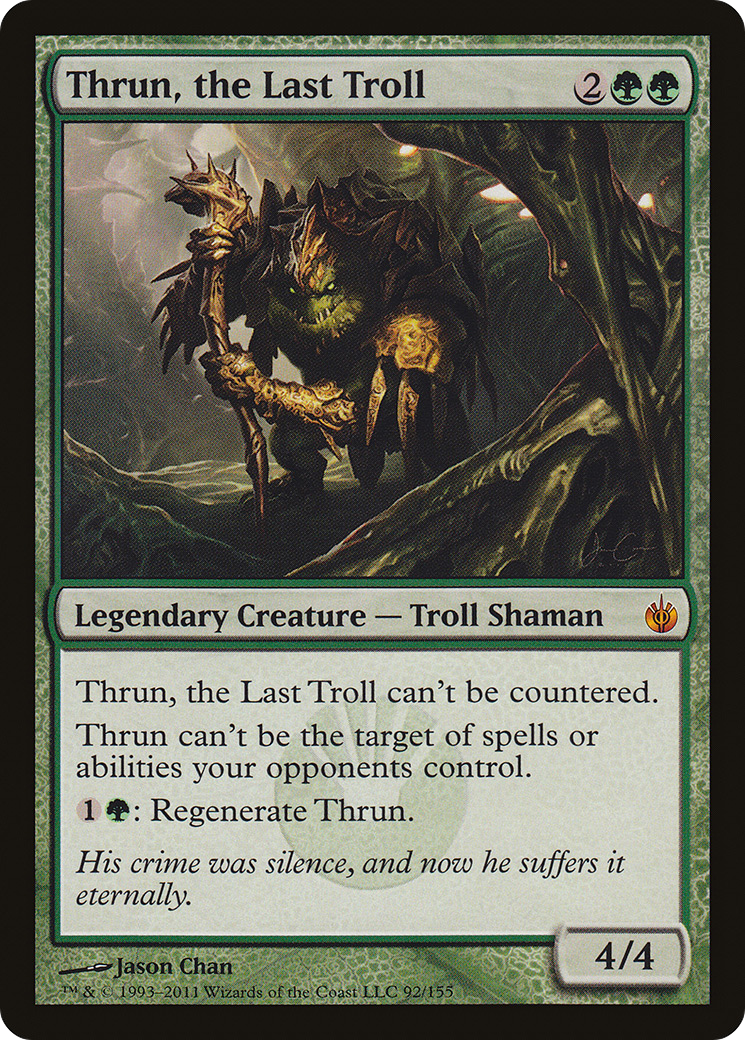 Thrun, the Last Troll 2
Legendary Creature — Troll Shaman
Thrun, the Last Troll can't be countered.
Thrun can't be the target of spells or
abilities your opponents control.
1: Regenerate Thrun.
His crime was silence, and now he suffers it
eternally.
4/4
Jason Chan
™ & © 1993–2011 Wizards of the Coast LLC 92/155